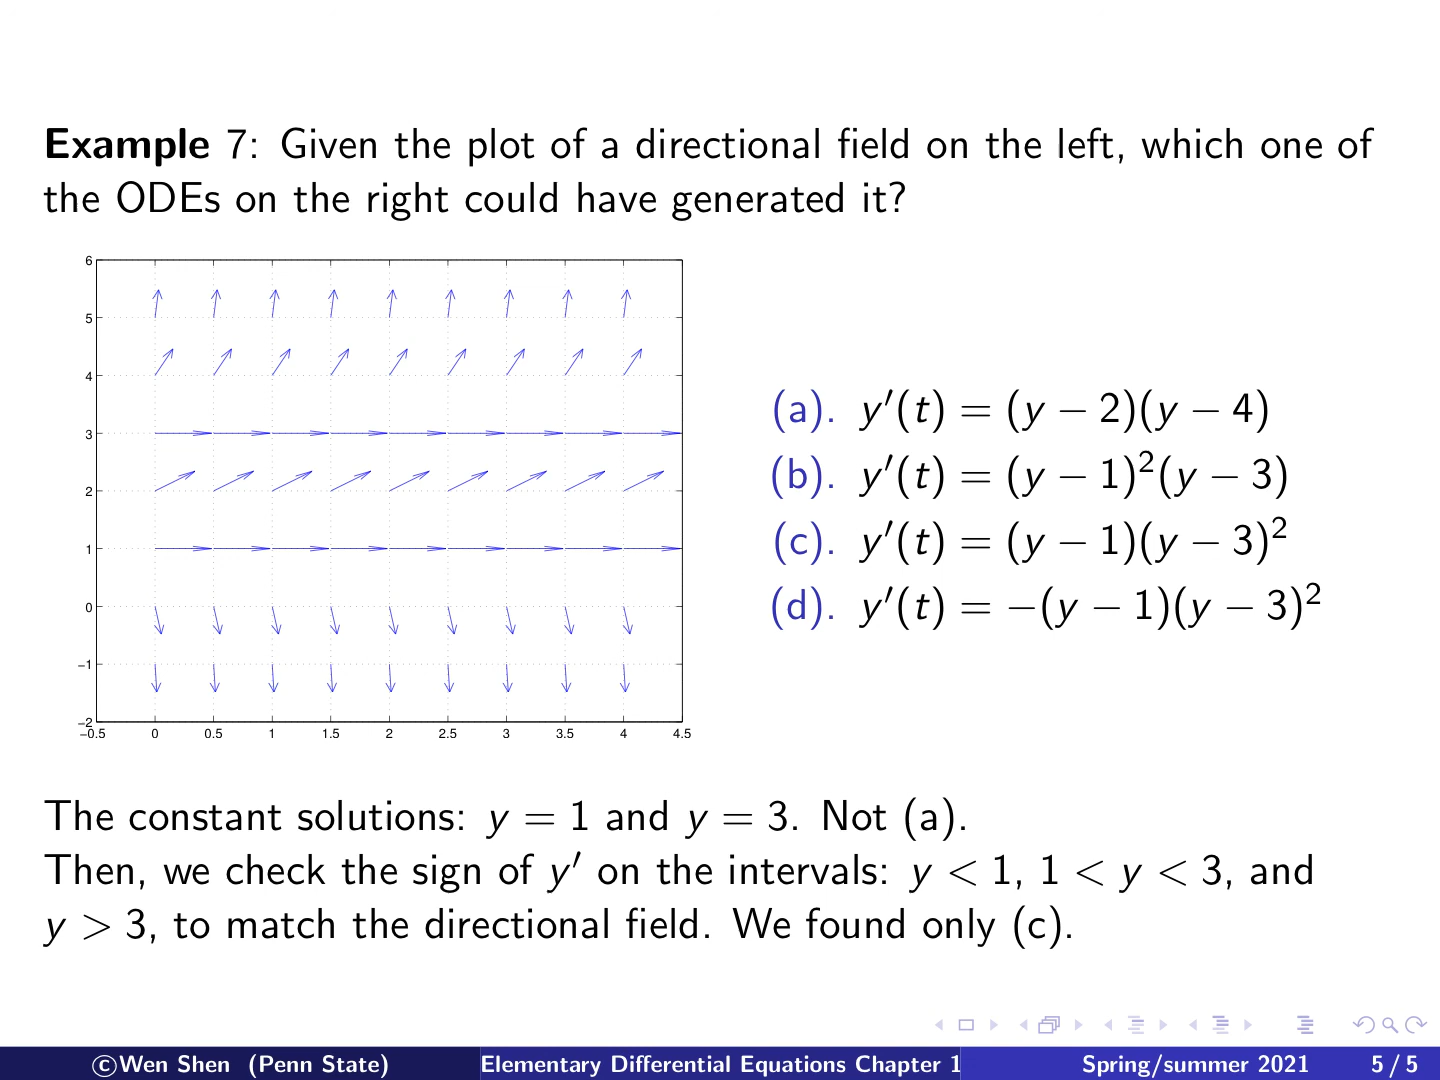 Example 7: Given the plot of a directional field on the left, which one of
the ODEs on the right could have generated it?
6
5
4
3
2
1
0
−1
−2
−0.5 0 0.5 1 1.5 2 2.5 3 3.5 4 4.5
(a). y′(t) = (y − 2)(y − 4)
(b). y′(t) = (y − 1)²(y − 3)
(c). y′(t) = (y − 1)(y − 3)²
(d). y′(t) = −(y − 1)(y − 3)²
The constant solutions: y = 1 and y = 3. Not (a).
Then, we check the sign of y′ on the intervals: y < 1, 1 < y < 3, and
y > 3, to match the directional field. We found only (c).
©Wen Shen (Penn State) Elementary Differential Equations Chapter 1 Spring/summer 2021 5 / 5